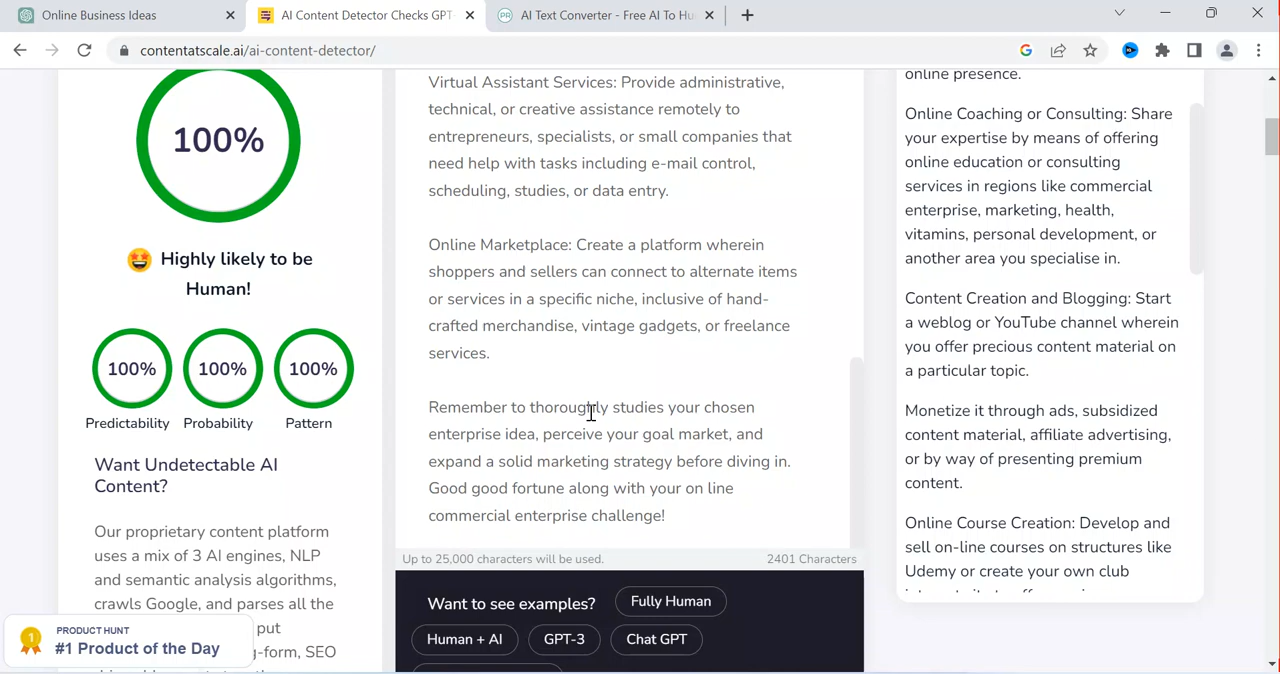 Online Business Ideas
AI Content Detector Checks GPT-
AI Text Converter - Free AI To Hu
contentatscale.ai/ai-content-detector/
100%
Highly likely to be
Human!
100%
100%
100%
Predictability
Probability
Pattern
Want Undetectable AI
Content?
Our proprietary content platform
uses a mix of 3 AI engines, NLP
and semantic analysis algorithms,
crawls Google, and parses all the
put
g-form, SEO
1
PRODUCT HUNT
#1 Product of the Day
Virtual Assistant Services: Provide administrative,
technical, or creative assistance remotely to
entrepreneurs, specialists, or small companies that
need help with tasks including e-mail control,
scheduling, studies, or data entry.
Online Marketplace: Create a platform wherein
shoppers and sellers can connect to alternate items
or services in a specific niche, inclusive of hand-
crafted merchandise, vintage gadgets, or freelance
services.
Remember to thoroughly studies your chosen
enterprise idea, perceive your goal market, and
expand a solid marketing strategy before diving in.
Good good fortune along with your on line
commercial enterprise challenge!
Up to 25,000 characters will be used.
2401 Characters
Want to see examples?
Fully Human
Human + AI
GPT-3
Chat GPT
online presence.
Online Coaching or Consulting: Share
your expertise by means of offering
online education or consulting
services in regions like commercial
enterprise, marketing, health,
vitamins, personal development, or
another area you specialise in.
Content Creation and Blogging: Start
a weblog or YouTube channel wherein
you offer precious content material on
a particular topic.
Monetize it through ads, subsidized
content material, affiliate advertising,
or by way of presenting premium
content.
Online Course Creation: Develop and
sell on-line courses on structures like
Udemy or create your own club